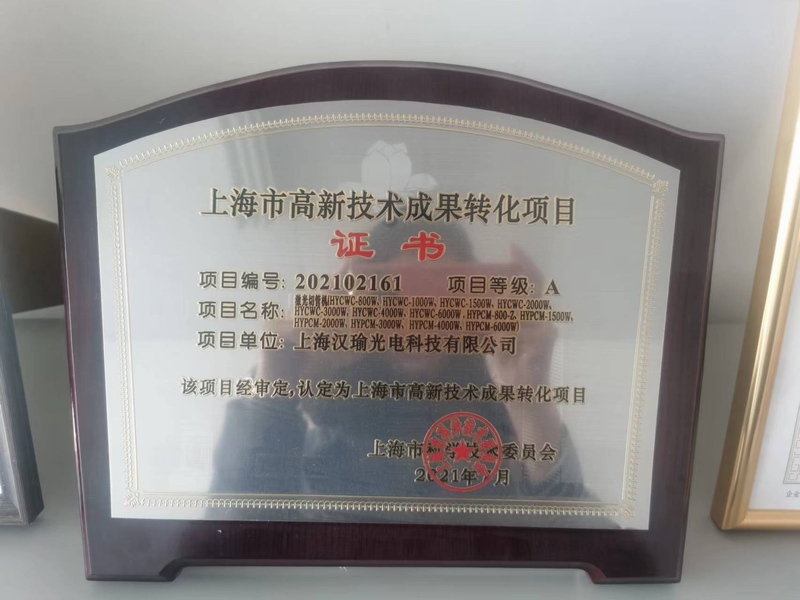 上海市高新技术成果转化项目
证书
项目编号: 202102161 项目等级: A
项目名称: 激光切管机(HYCWC-800W、HYCWC-1000W、HYCWC-1500W、HYCWC-2000W、
HYCWC-3000W、HYCWC-4000W、HYCWC-6000W、HYPCM-800-Z、HYPCM-1500W、
HYPCM-2000W、HYPCM-3000W、HYPCM-4000W、HYPCM-6000W)
项目单位: 上海汉瑜光电科技有限公司
该项目经审定,认定为上海市高新技术成果转化项目
上海市科学技术委员会
2021年 月